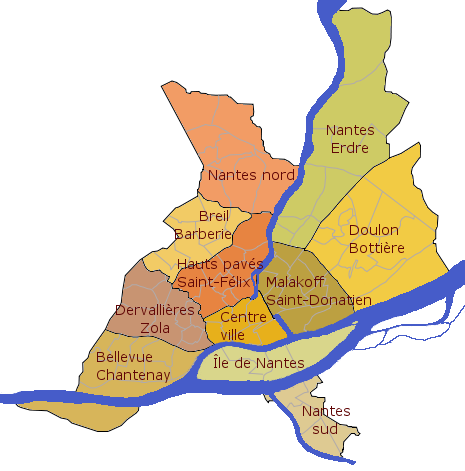 Nantes
Erdre
Nantes nord
Breil
Barberie
Doulon
Bottière
Hauts pavés
Saint-Félix
Malakoff
Saint-Donatien
Dervallières
Zola
Centre
ville
Bellevue
Chantenay
Île de Nantes
Nantes
sud